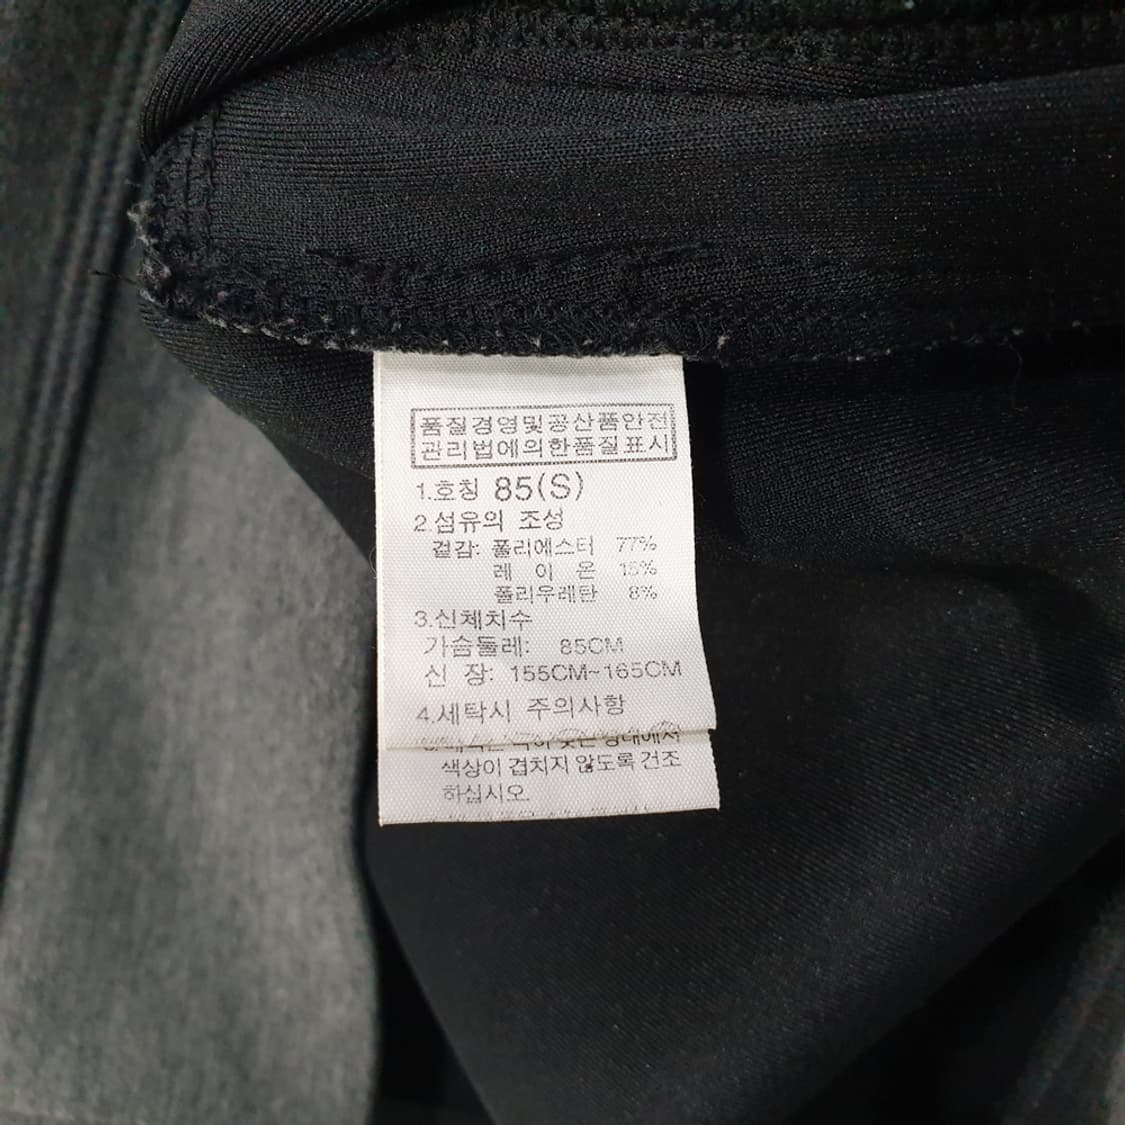 품질경영및공산품안전
관리법에의한품질표시
1.호칭 85(S)
2.섬유의 조성
겉감: 폴리에스터 77%
레 이 온 15%
폴리우레탄 8%
3.신체치수
가슴둘레: 85CM
신 장: 155CM~165CM
4.세탁시 주의사항
색상이 겹치지 않도록 건조
하십시오.